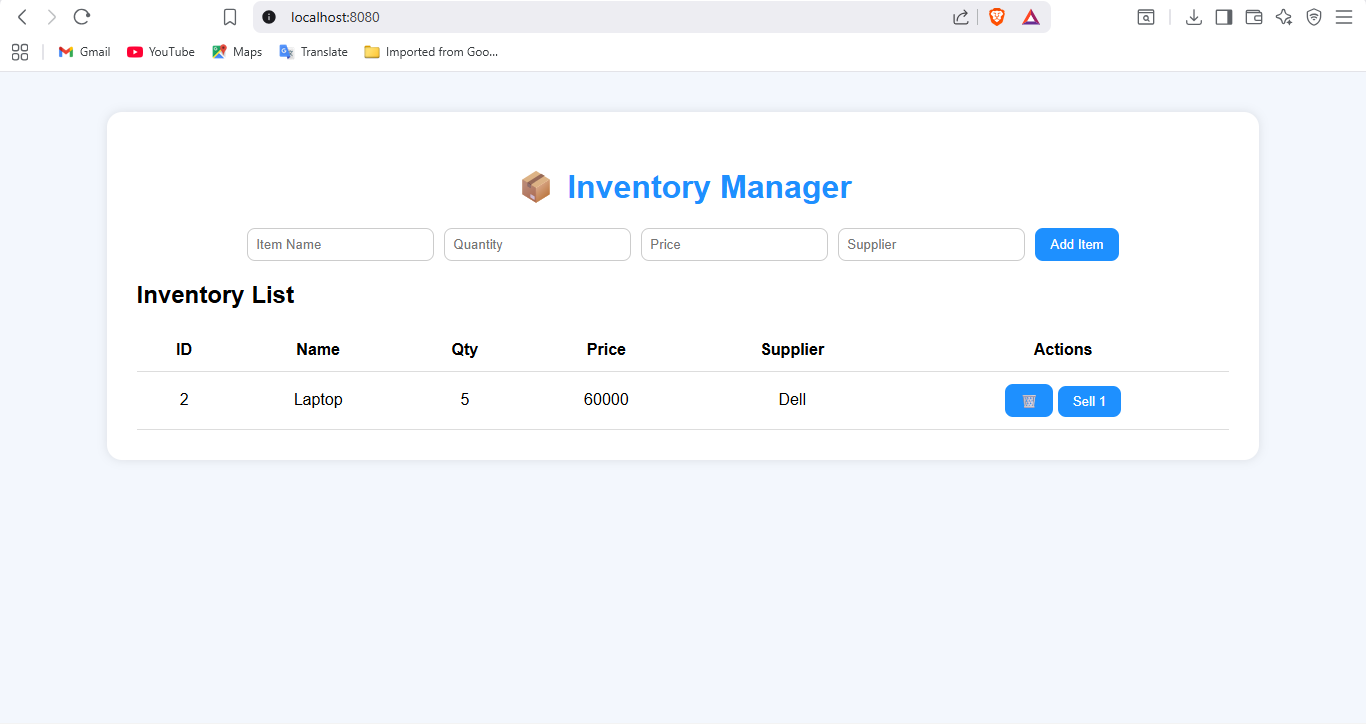 localhost:8080
Gmail YouTube Maps Translate Imported from Goo...
📦 Inventory Manager
Item Name Quantity Price Supplier Add Item
Inventory List
ID Name Qty Price Supplier Actions
2 Laptop 5 60000 Dell 🗑️ Sell 1